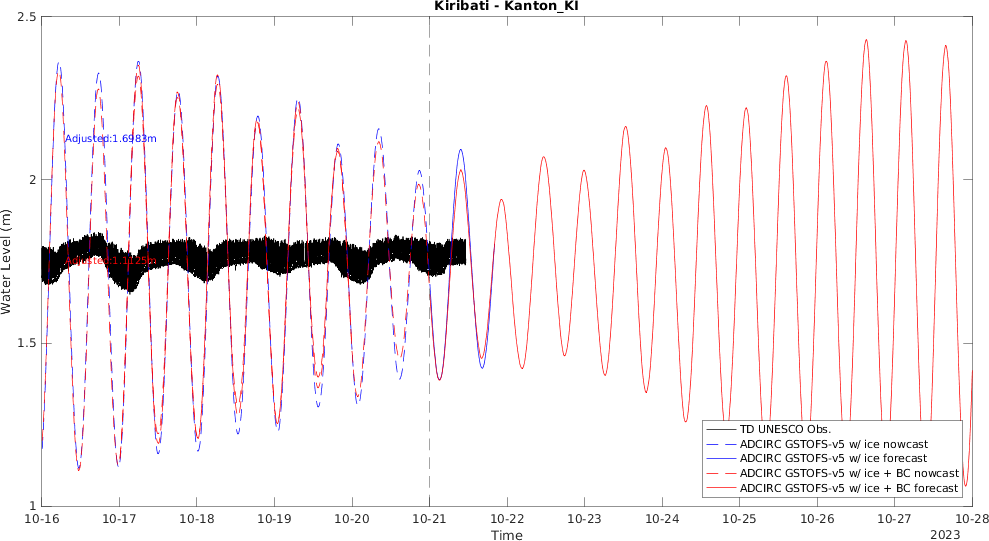 Kiribati - Kanton_KI
2.5
2
1.5
1
Water Level (m)
Adjusted:1.6983m
Adjusted:1.1125m
TD UNESCO Obs.
ADCIRC GSTOFS-v5 w/ ice nowcast
ADCIRC GSTOFS-v5 w/ ice forecast
ADCIRC GSTOFS-v5 w/ ice + BC nowcast
ADCIRC GSTOFS-v5 w/ ice + BC forecast
10-16 10-17 10-18 10-19 10-20 10-21 10-22 10-23 10-24 10-25 10-26 10-27 10-28
Time
2023